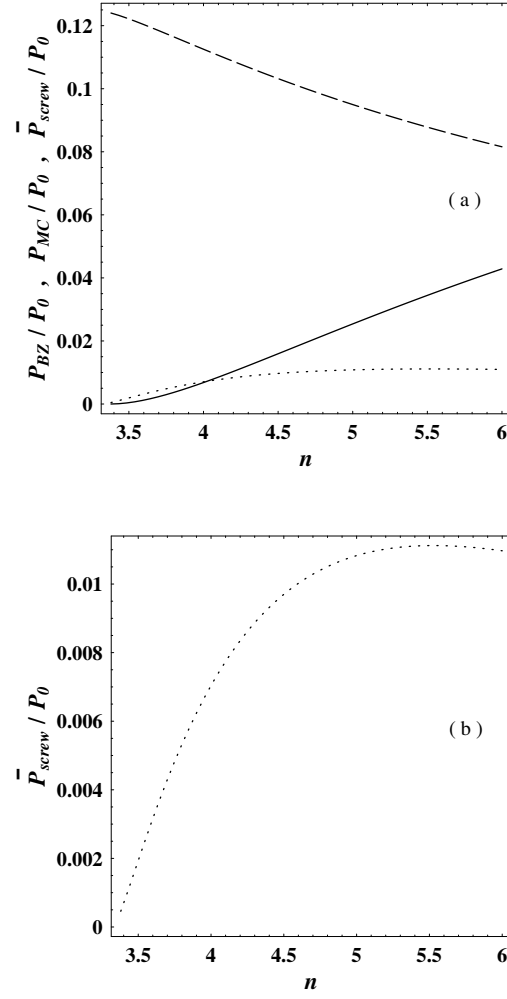 0.12
0.1
0.08
0.06
0.04
0.02
0
P_BZ / P_0 , P_MC / P_0 , P̄_screw / P_0
( a )
3.5 4 4.5 5 5.5 6
n
0.01
0.008
0.006
0.004
0.002
0
P̄_screw / P_0
( b )
3.5 4 4.5 5 5.5 6
n